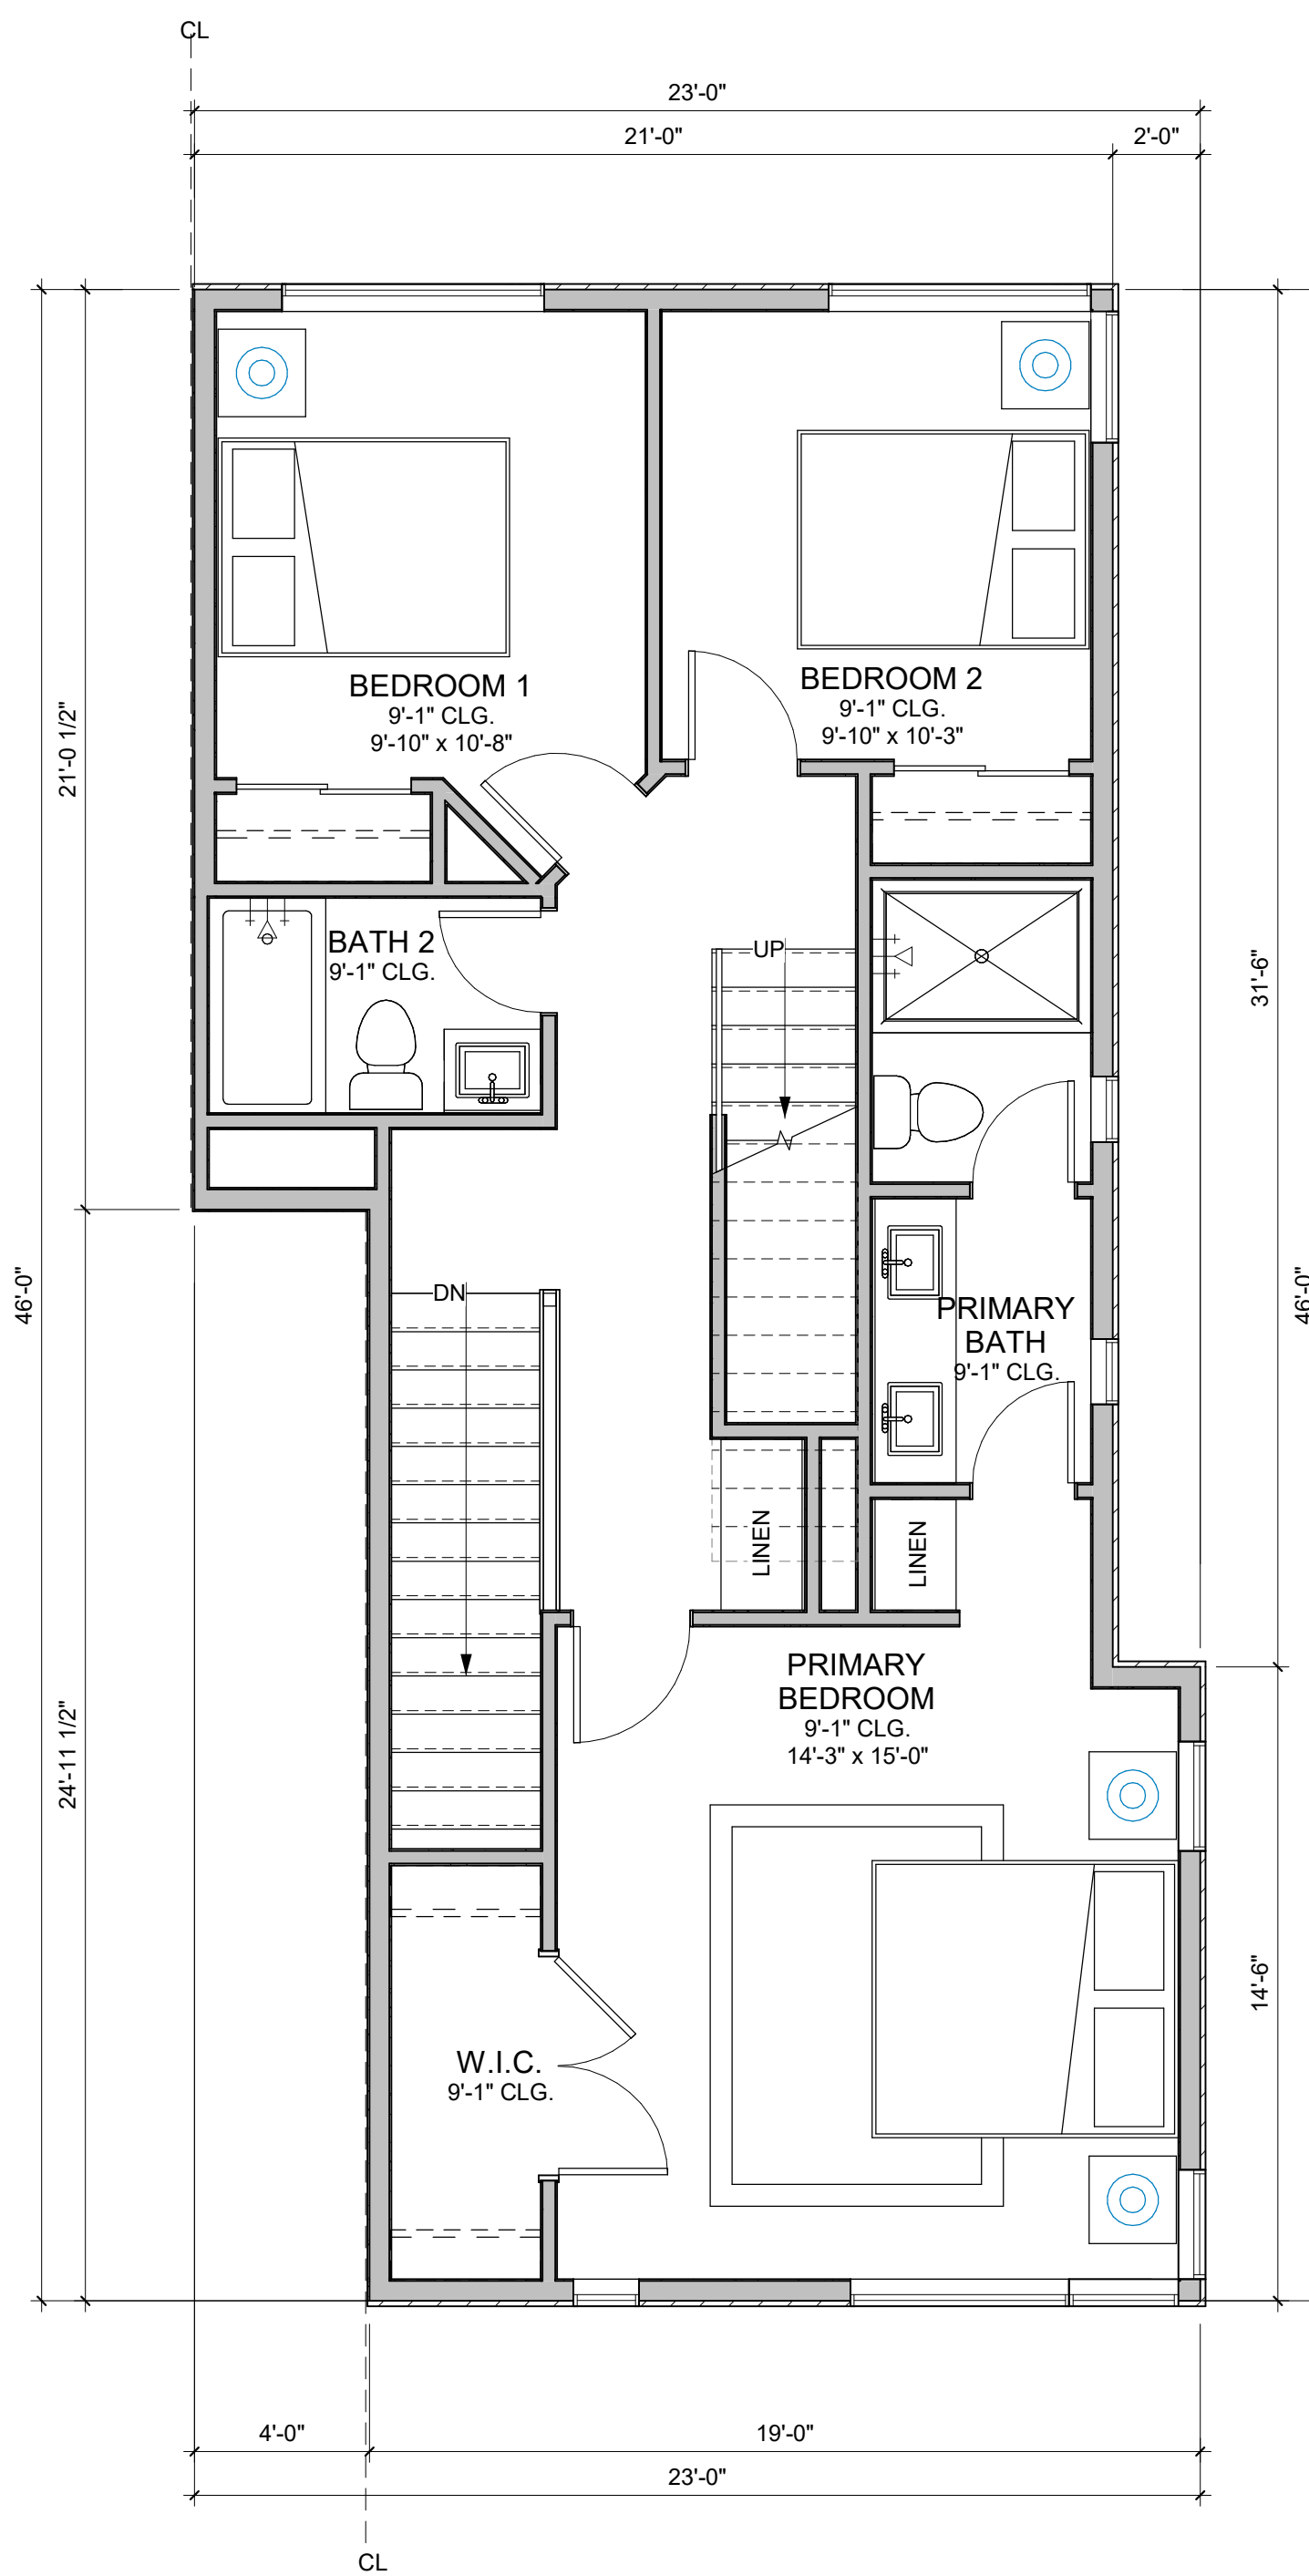 CL
23'-0"
21'-0"
2'-0"
BEDROOM 1
9'-1" CLG.
9'-10" x 10'-8"
BEDROOM 2
9'-1" CLG.
9'-10" x 10'-3"
21'-0 1/2"
BATH 2
9'-1" CLG.
UP
31'-6"
46'-0"
46'-0"
DN
PRIMARY
BATH
9'-1" CLG.
LINEN
LINEN
PRIMARY
BEDROOM
9'-1" CLG.
14'-3" x 15'-0"
24'-11 1/2"
14'-6"
W.I.C.
9'-1" CLG.
4'-0"
19'-0"
23'-0"
CL